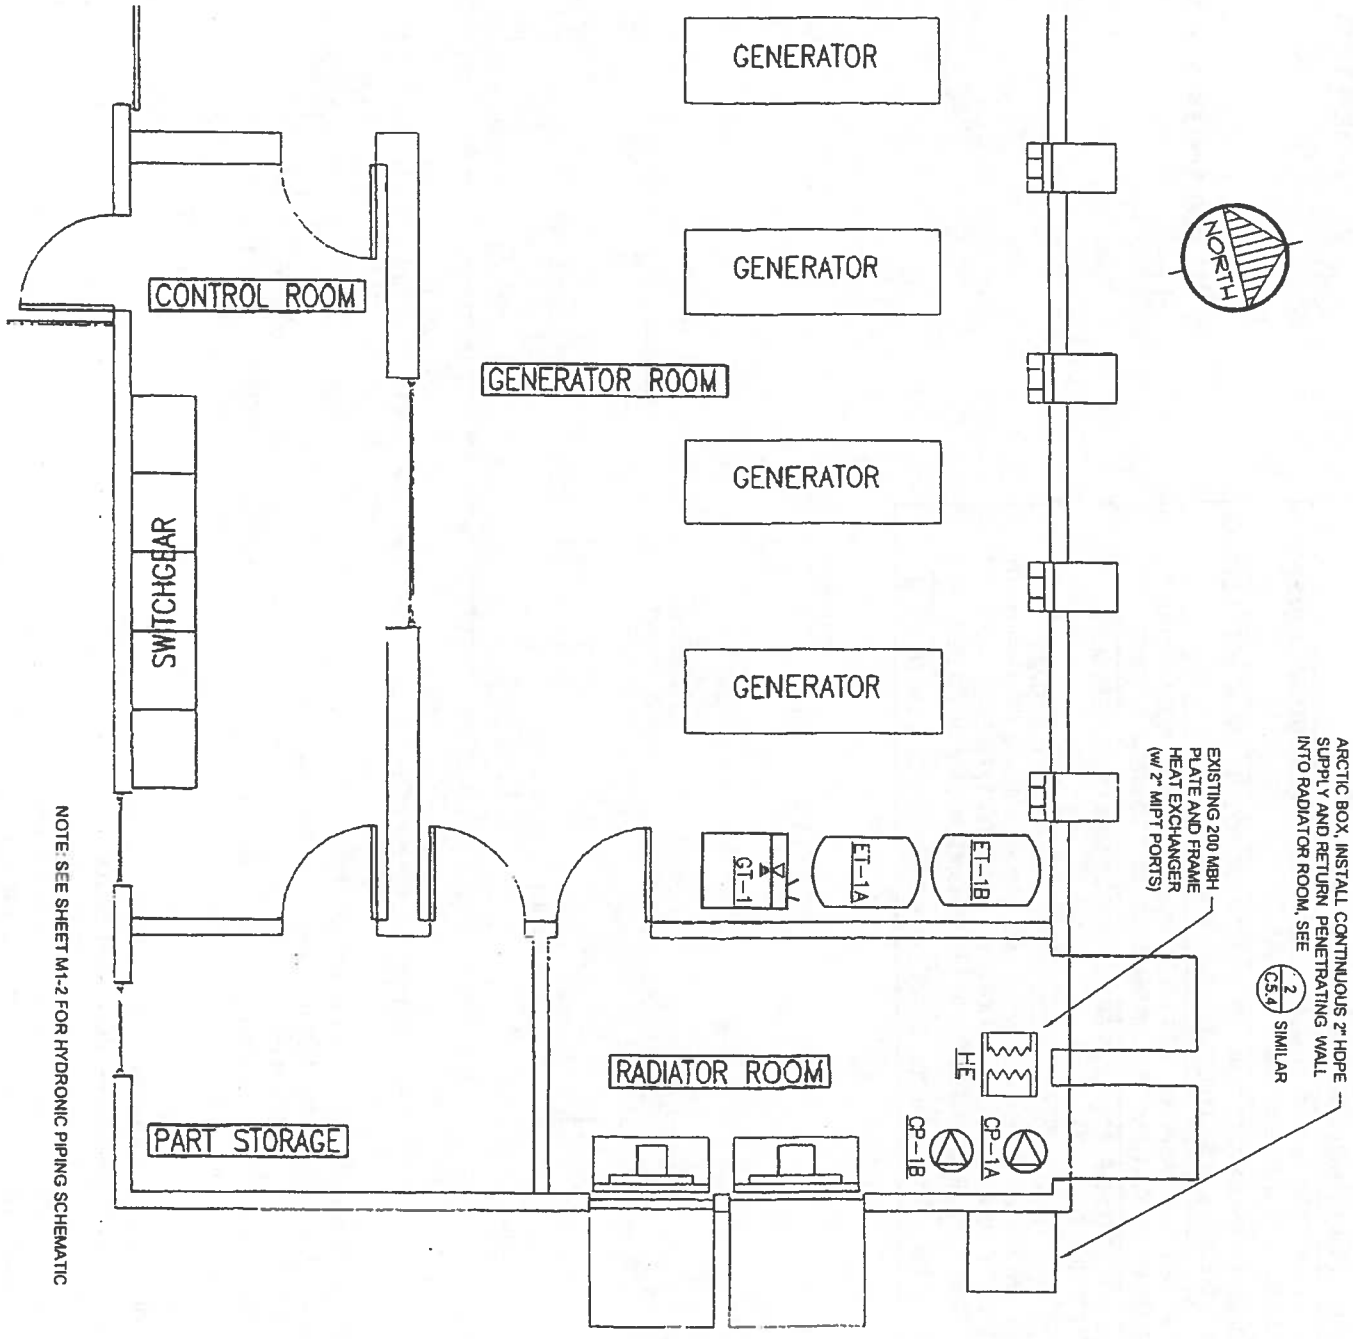 GENERATOR
GENERATOR
NORTH
CONTROL ROOM
GENERATOR ROOM
GENERATOR
SWITCHGEAR
GENERATOR
ARCTIC BOX, INSTALL CONTINUOUS 2" HDPE
SUPPLY AND RETURN PENETRATING WALL
INTO RADIATOR ROOM, SEE
2
C5.4
SIMILAR
EXISTING 200 MBH
PLATE AND FRAME
HEAT EXCHANGER
(W/ 2" MIPT PORTS)
GT-1
ET-1A
ET-1B
HE
RADIATOR ROOM
PART STORAGE
CP-1B
CP-1A
NOTE: SEE SHEET M1-2 FOR HYDRONIC PIPING SCHEMATIC